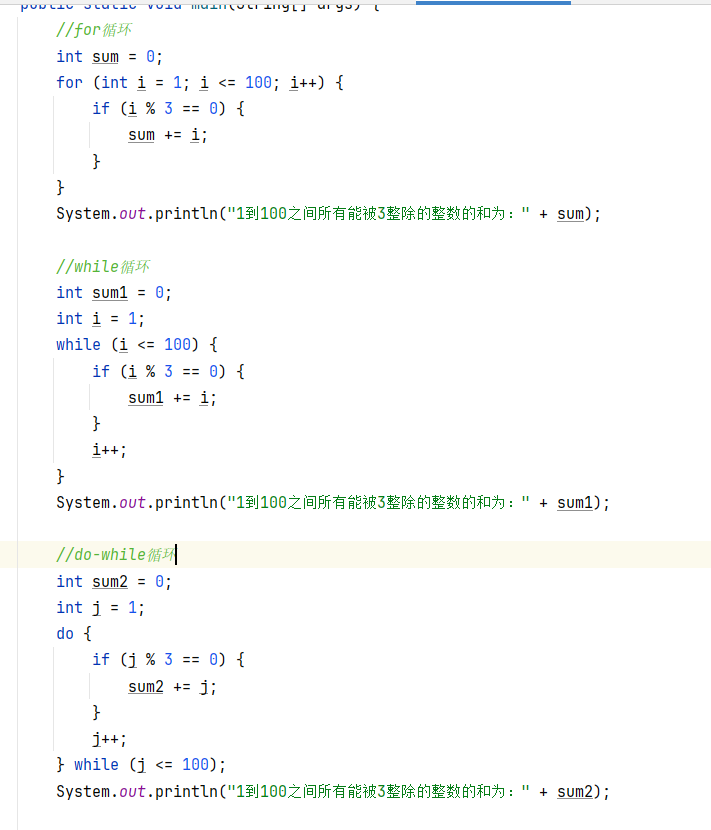 public static void main(String[] args) {
//for循环
int sum = 0;
for (int i = 1; i <= 100; i++) {
if (i % 3 == 0) {
sum += i;
}
}
System.out.println("1到100之间所有能被3整除的整数的和为：" + sum);
//while循环
int sum1 = 0;
int i = 1;
while (i <= 100) {
if (i % 3 == 0) {
sum1 += i;
}
i++;
}
System.out.println("1到100之间所有能被3整除的整数的和为：" + sum1);
//do-while循环
int sum2 = 0;
int j = 1;
do {
if (j % 3 == 0) {
sum2 += j;
}
j++;
} while (j <= 100);
System.out.println("1到100之间所有能被3整除的整数的和为：" + sum2);